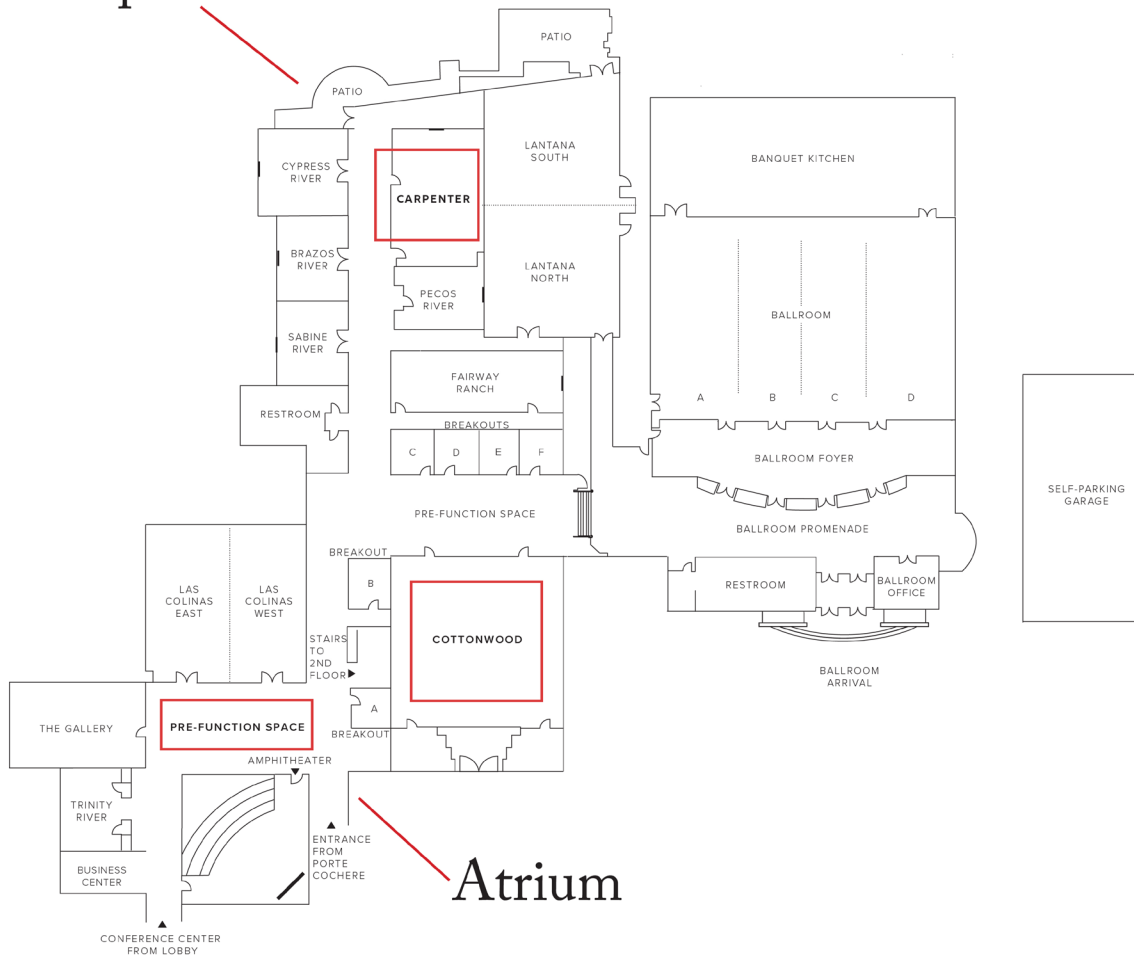 PATIO
PATIO
CYPRESS
RIVER
CARPENTER
LANTANA
SOUTH
BANQUET KITCHEN
BRAZOS
RIVER
LANTANA
NORTH
PECOS
RIVER
BALLROOM
SABINE
RIVER
FAIRWAY
RANCH
A
B
C
D
RESTROOM
BREAKOUTS
C
D
E
F
BALLROOM FOYER
SELF-PARKING
GARAGE
PRE-FUNCTION SPACE
BALLROOM PROMENADE
BREAKOUT
B
LAS
COLINAS
EAST
LAS
COLINAS
WEST
RESTROOM
BALLROOM
OFFICE
STAIRS
TO
2ND
FLOOR
COTTONWOOD
BALLROOM
ARRIVAL
A
THE GALLERY
PRE-FUNCTION SPACE
BREAKOUT
AMPHITHEATER
TRINITY
RIVER
ENTRANCE
FROM
PORTE
COCHERE
BUSINESS
CENTER
Atrium
CONFERENCE CENTER
FROM LOBBY